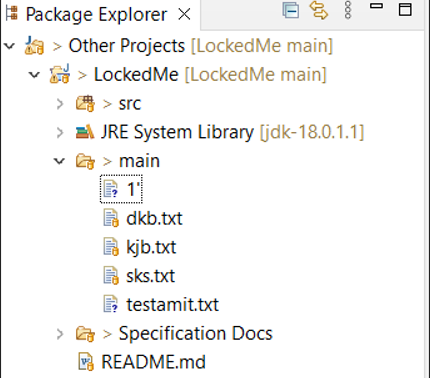 Package Explorer
> Other Projects [LockedMe main]
> LockedMe [LockedMe main]
> src
JRE System Library [jdk-18.0.1.1]
> main
1'
dkb.txt
kjb.txt
sks.txt
testamit.txt
> Specification Docs
README.md